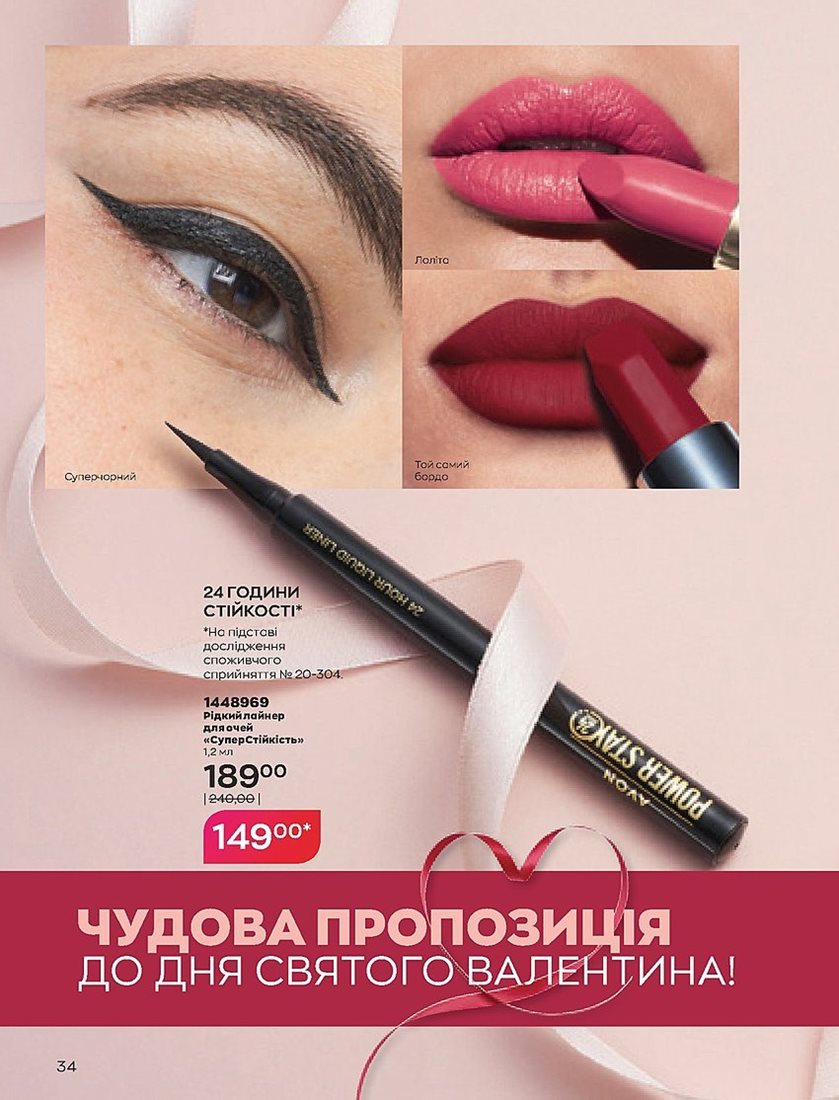 Лоліта
Той самий
бордо
Суперчорний
24 HOUR LIQUID LINER
24 ГОДИНИ
СТІЙКОСТІ*
*На підставі
дослідження
споживчого
сприйняття № 20-304.
1448969
Рідкий лайнер
для очей
«СуперСтійкість»
1,2 мл
189⁰⁰
|240,00|
149⁰⁰*
AVON
POWER STAY
24
ЧУДОВА ПРОПОЗИЦІЯ
ДО ДНЯ СВЯТОГО ВАЛЕНТИНА!
34